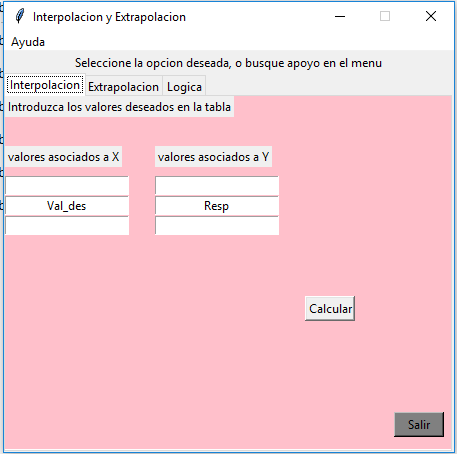 Interpolacion y Extrapolacion
Ayuda
Seleccione la opcion deseada, o busque apoyo en el menu
Interpolacion Extrapolacion Logica
Introduzca los valores deseados en la tabla
valores asociados a X valores asociados a Y
Val_des Resp
Calcular
Salir